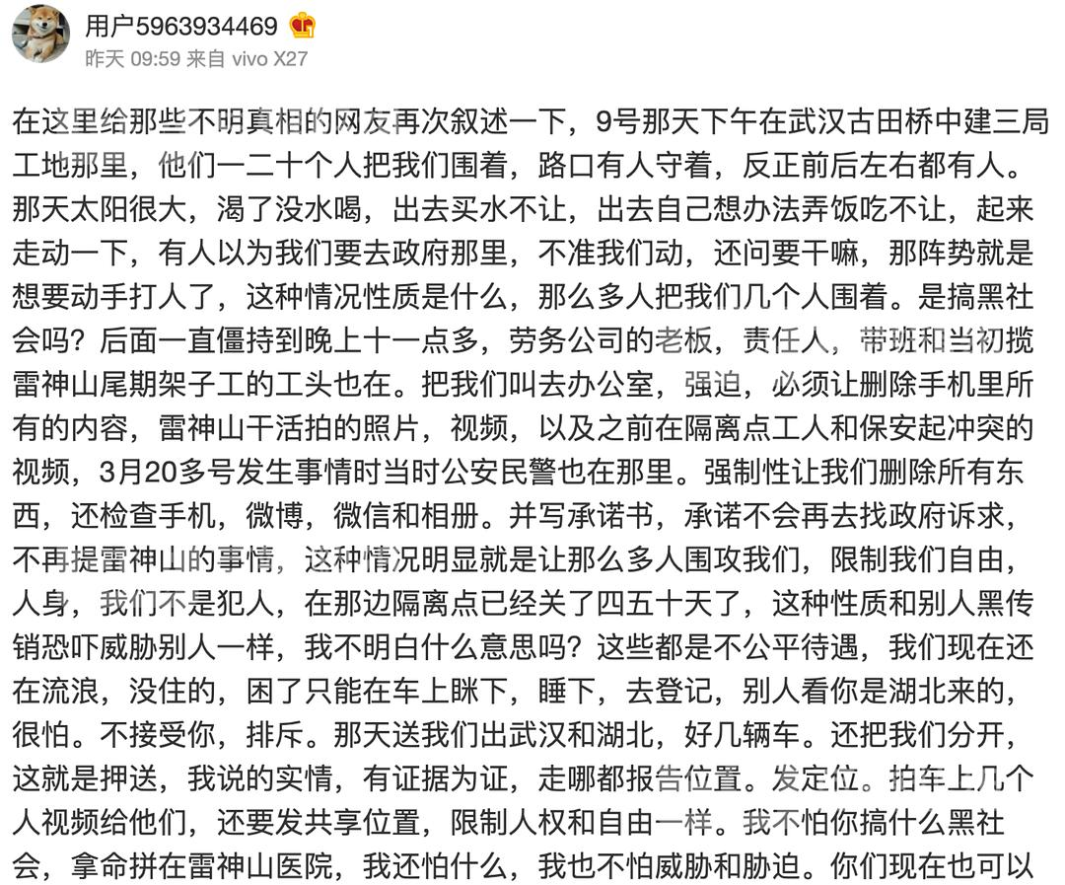 用户5963934469
昨天 09:59 来自 vivo X27
在这里给那些不明真相的网友再次叙述一下，9号那天下午在武汉古田桥中建三局
工地那里，他们一二十个人把我们围着，路口有人守着，反正前后左右都有人。
那天太阳很大，渴了没水喝，出去买水不让，出去自己想办法弄饭吃不让，起来
走动一下，有人以为我们要去政府那里，不准我们动，还问要干嘛，那阵势就是
想要动手打人了，这种情况性质是什么，那么多人把我们几个人围着。是搞黑社
会吗？后面一直僵持到晚上十一点多，劳务公司的老板，责任人，带班和当初揽
雷神山尾期架子工的工头也在。把我们叫去办公室，强迫，必须让删除手机里所
有的内容，雷神山干活拍的照片，视频，以及之前在隔离点工人和保安起冲突的
视频，3月20多号发生事情时当时公安民警也在那里。强制性让我们删除所有东
西，还检查手机，微博，微信和相册。并写承诺书，承诺不会再去找政府诉求，
不再提雷神山的事情，这种情况明显就是让那么多人围攻我们，限制我们自由，
人身，我们不是犯人，在那边隔离点已经关了四五十天了，这种性质和别人黑传
销恐吓威胁别人一样，我不明白什么意思吗？这些都是不公平待遇，我们现在还
在流浪，没住的，困了只能在车上眯下，睡下，去登记，别人看你是湖北来的，
很怕。不接受你，排斥。那天送我们出武汉和湖北，好几辆车。还把我们分开，
这就是押送，我说的实情，有证据为证，走哪都报告位置。发定位。拍车上几个
人视频给他们，还要发共享位置，限制人权和自由一样。我不怕你搞什么黑社
会，拿命拼在雷神山医院，我还怕什么，我也不怕威胁和胁迫。你们现在也可以